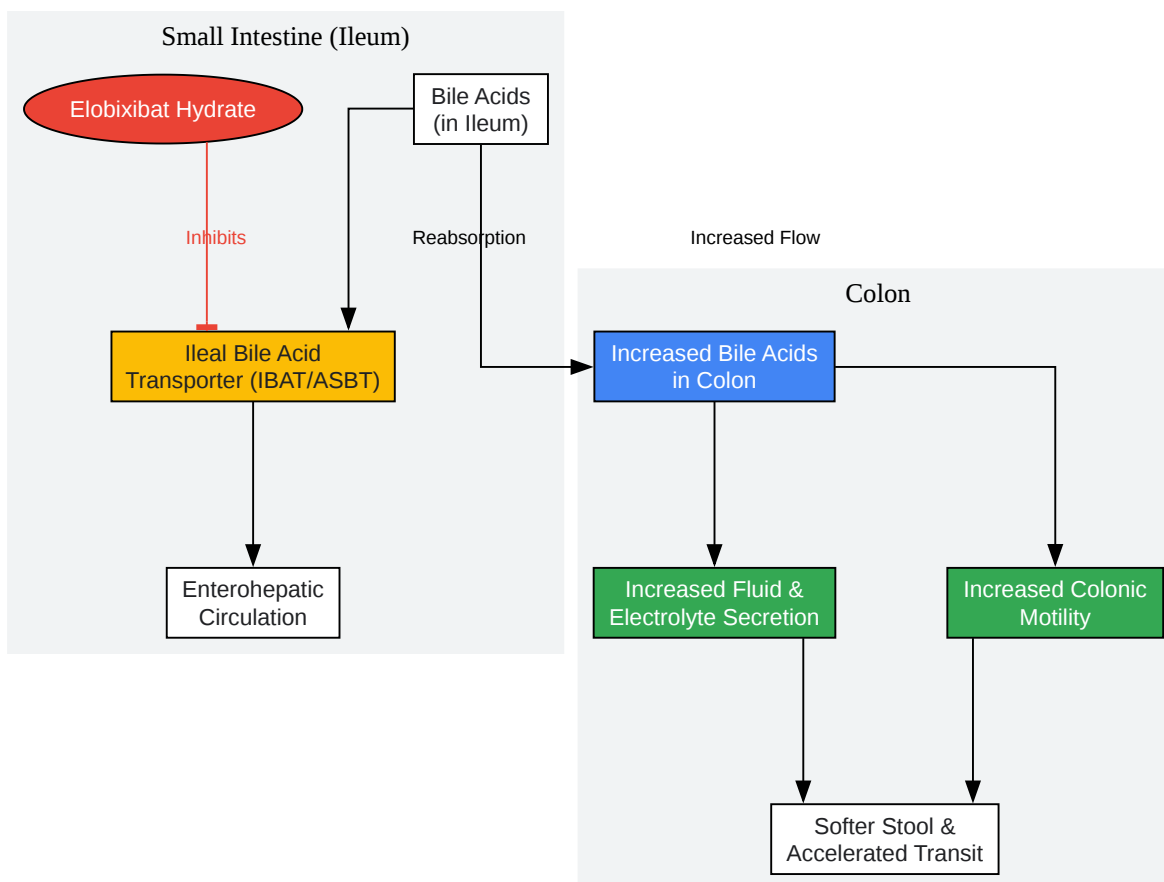 Small Intestine (Ileum)
Elobixibat Hydrate
Bile Acids
(in Ileum)
Inhibits
Reabsorption
Increased Flow
Colon
Ileal Bile Acid
Transporter (IBAT/ASBT)
Increased Bile Acids
in Colon
Enterohepatic
Circulation
Increased Fluid &
Electrolyte Secretion
Increased Colonic
Motility
Softer Stool &
Accelerated Transit